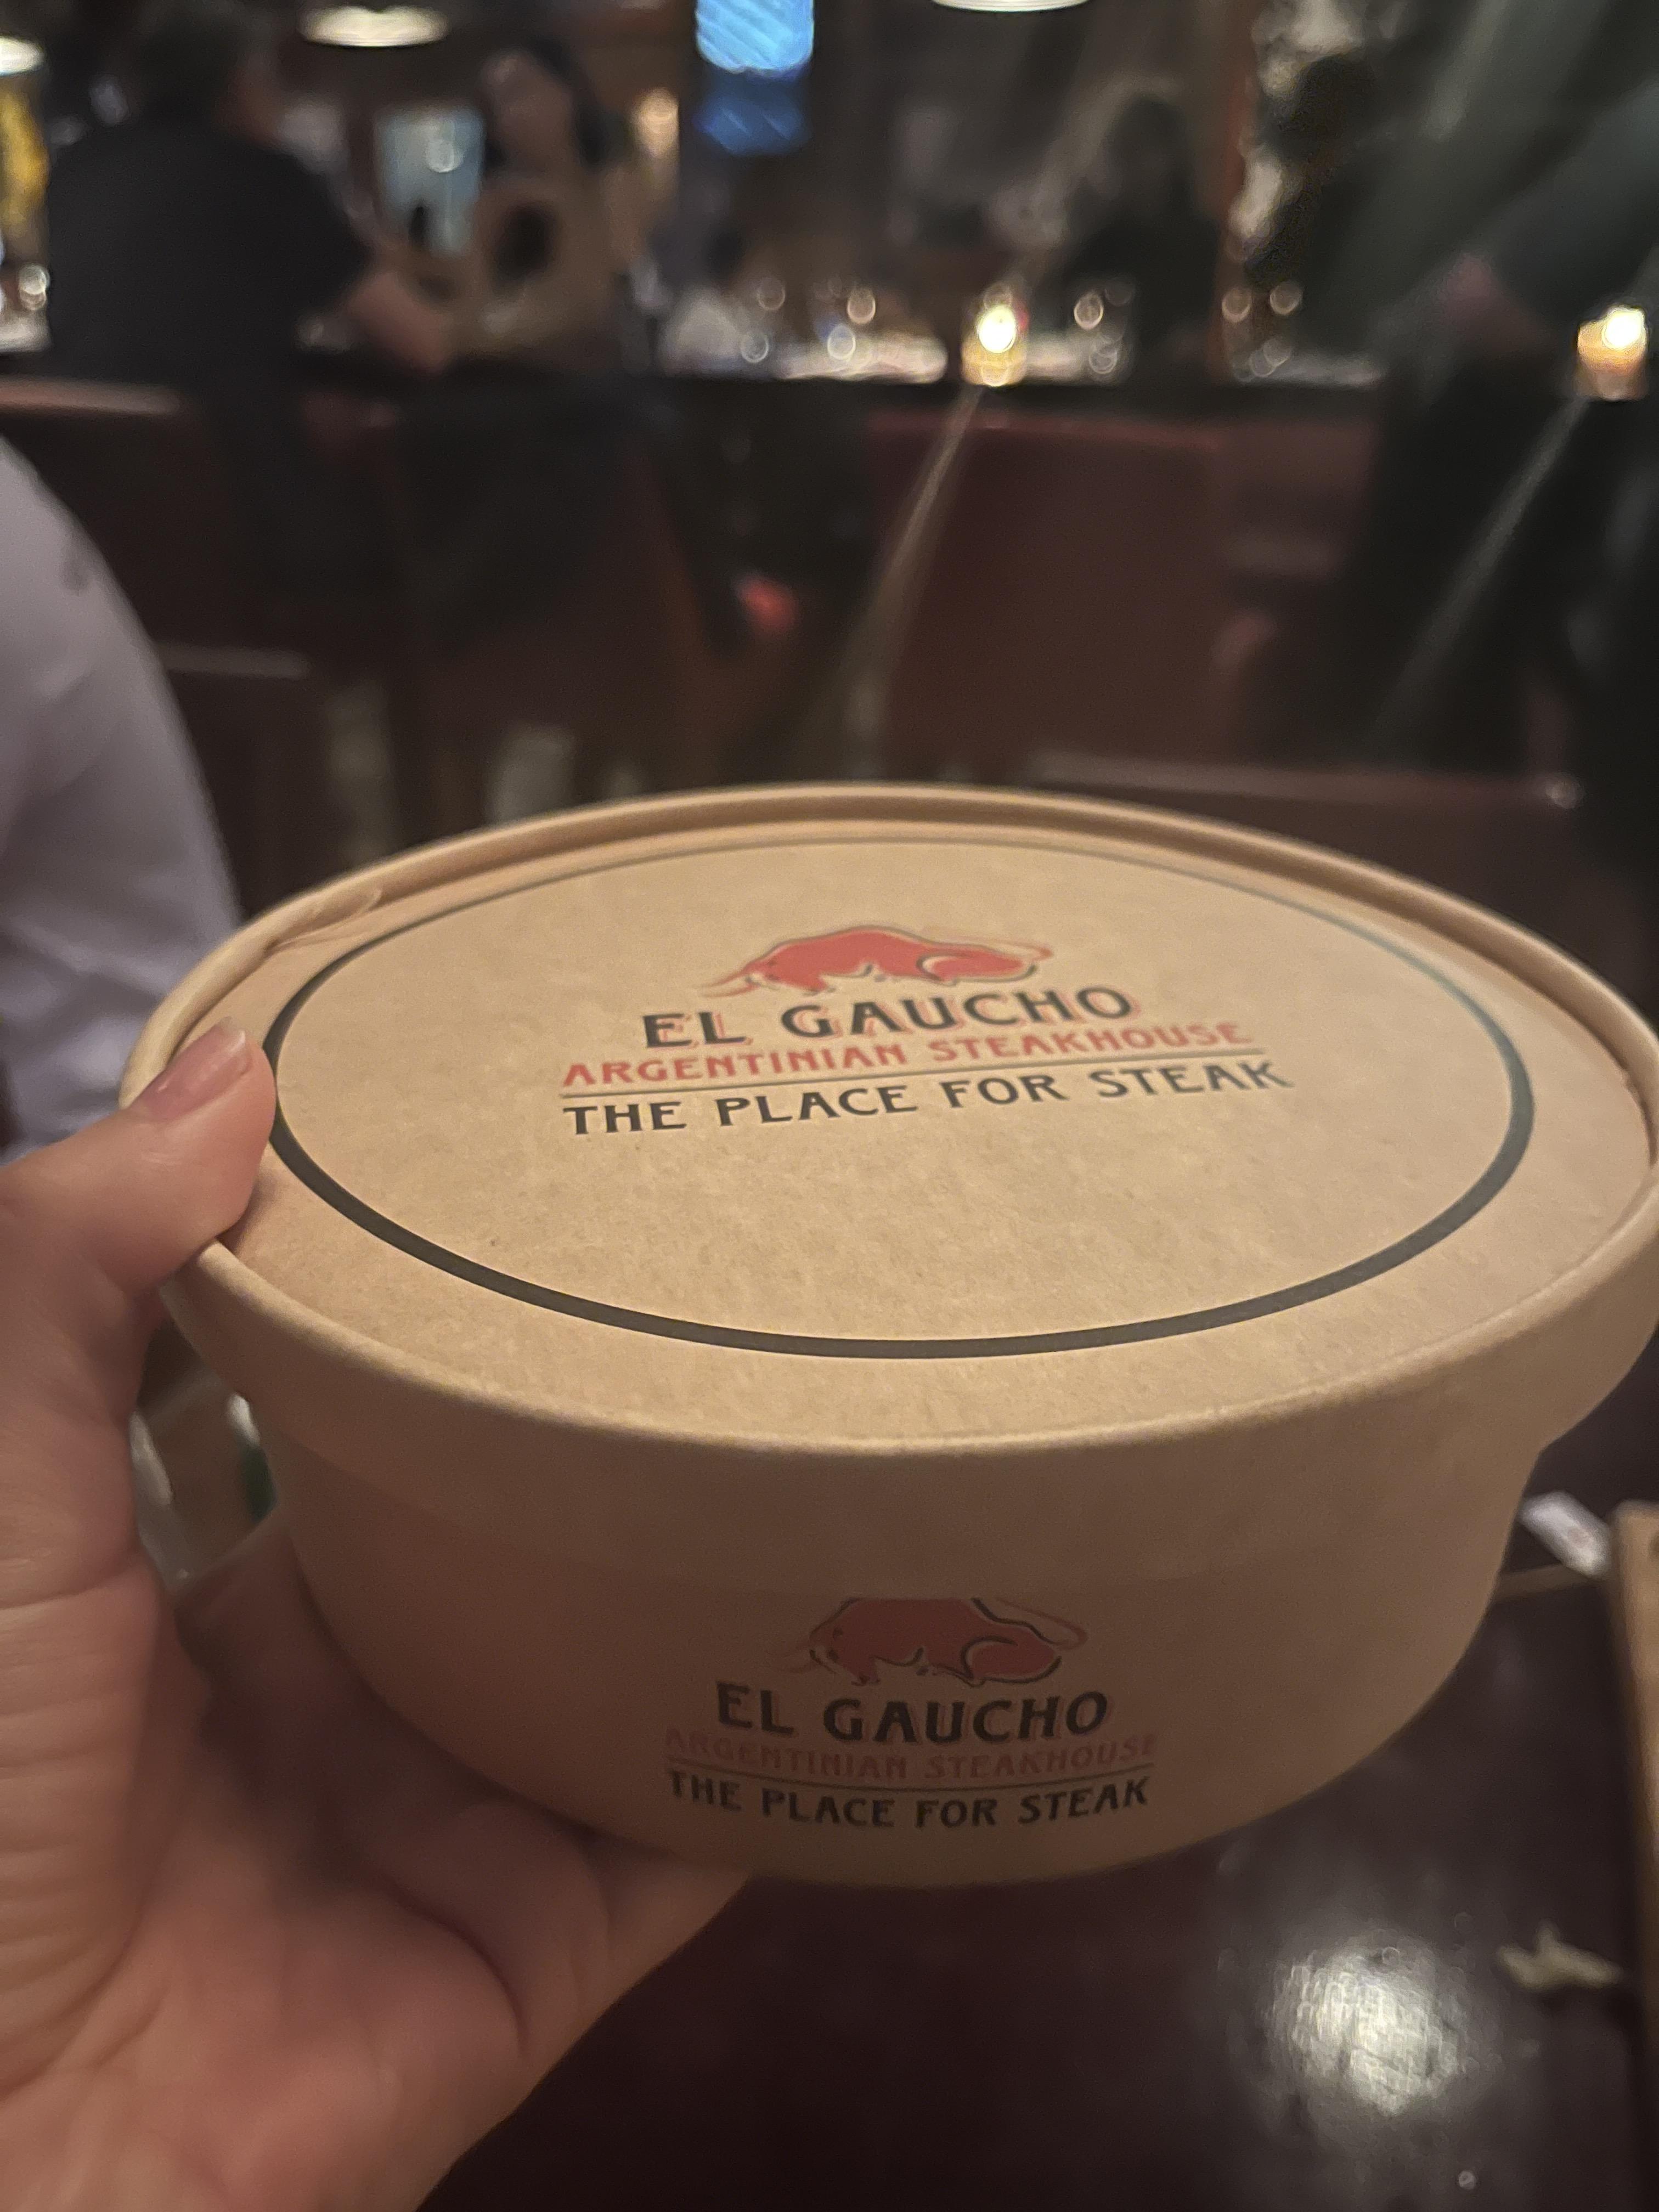 EL GAUCHO
ARGENTINIAN STEAKHOUSE
THE PLACE FOR STEAK
EL GAUCHO
ARGENTINIAN STEAKHOUSE
THE PLACE FOR STEAK